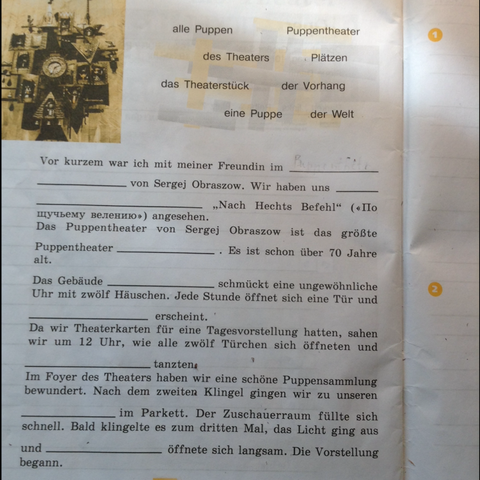 alle Puppen Puppentheater
des Theaters Plätzen
das Theaterstück der Vorhang
eine Puppe der Welt
1
Vor kurzem war ich mit meiner Freundin im
von Sergej Obraszow. Wir haben uns
„Nach Hechts Befehl“ («По
щучьему велению») angesehen.
Das Puppentheater von Sergej Obraszow ist das größte
Puppentheater . Es ist schon über 70 Jahre
alt.
Das Gebäude schmückt eine ungewöhnliche
Uhr mit zwölf Häuschen. Jede Stunde öffnet sich eine Tür und
erscheint.
Da wir Theaterkarten für eine Tagesvorstellung hatten, sahen
wir um 12 Uhr, wie alle zwölf Türchen sich öffneten und
tanzten.
Im Foyer des Theaters haben wir eine schöne Puppensammlung
bewundert. Nach dem zweiten Klingel gingen wir zu unseren
im Parkett. Der Zuschauerraum füllte sich
schnell. Bald klingelte es zum dritten Mal, das Licht ging aus
und öffnete sich langsam. Die Vorstellung
begann.
2